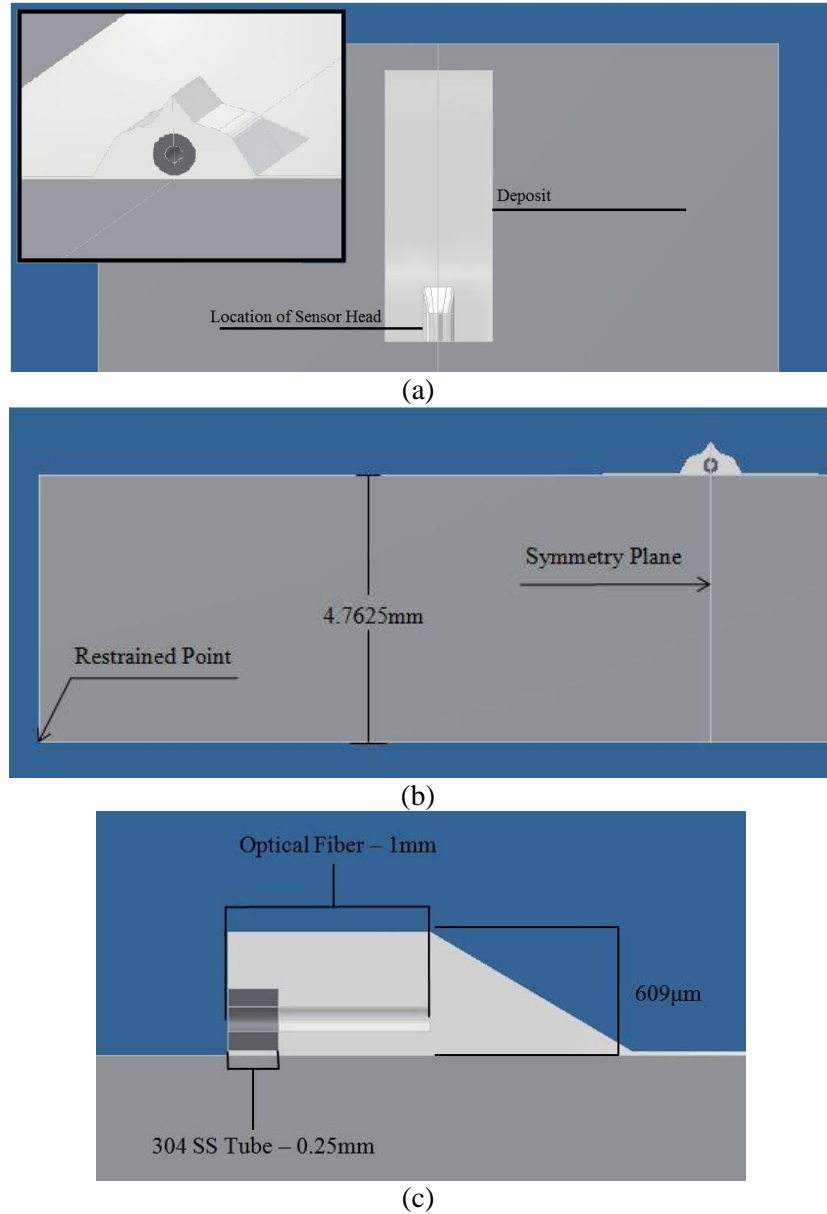 Deposit
Location of Sensor Head
(a)
Symmetry Plane
4.7625mm
Restrained Point
(b)
Optical Fiber – 1mm
609μm
304 SS Tube – 0.25mm
(c)